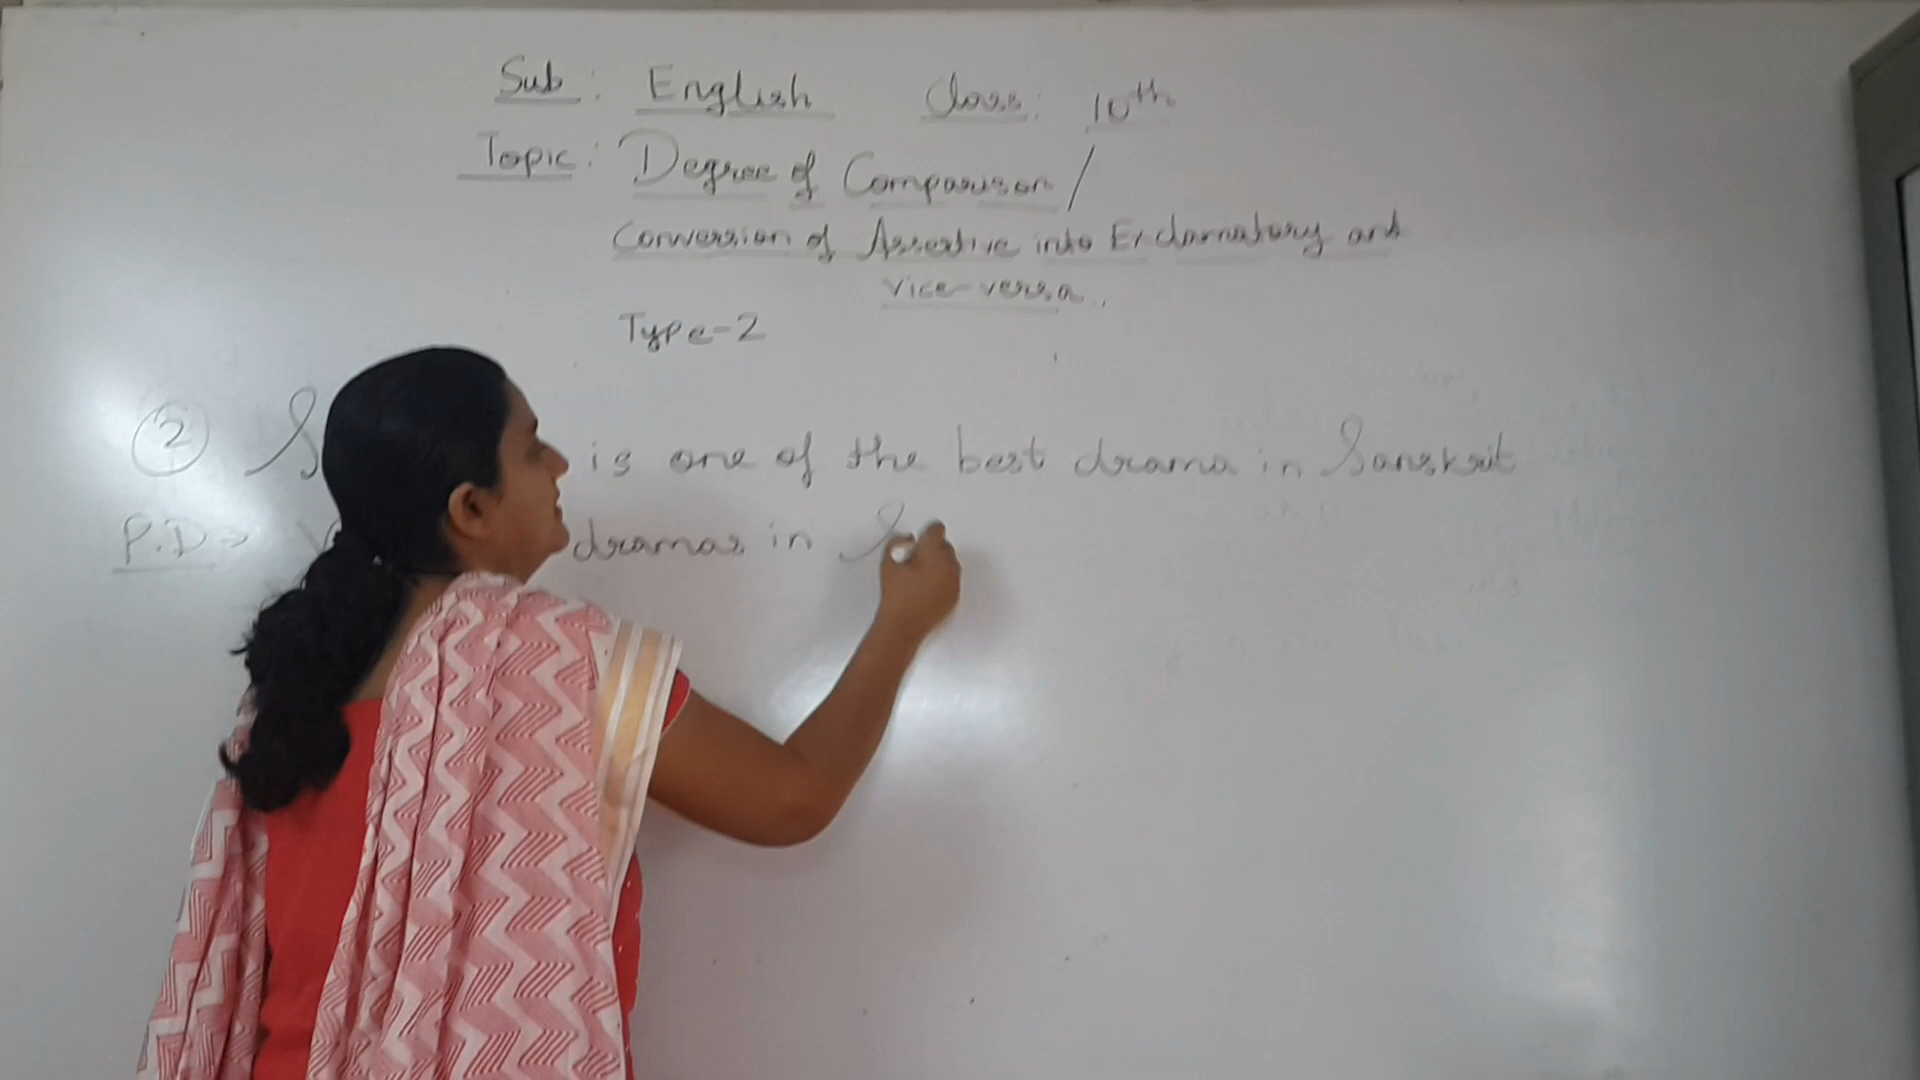 Sub : English Class : 10th
Topic : Degree of Comparison /
Conversion of Assertive into Exclamatory and
Vice-versa.
Type-2
2 is one of the best drama in Sanskrit
P.D → dramas in